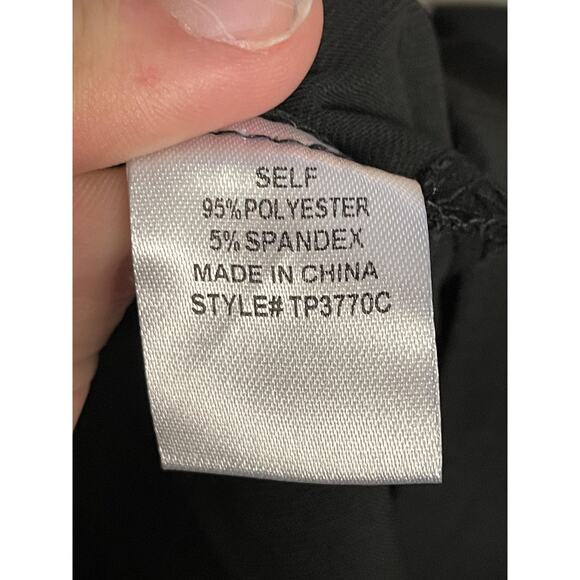 SELF
95%POLYESTER
5%SPANDEX
MADE IN CHINA
STYLE# TP3770C